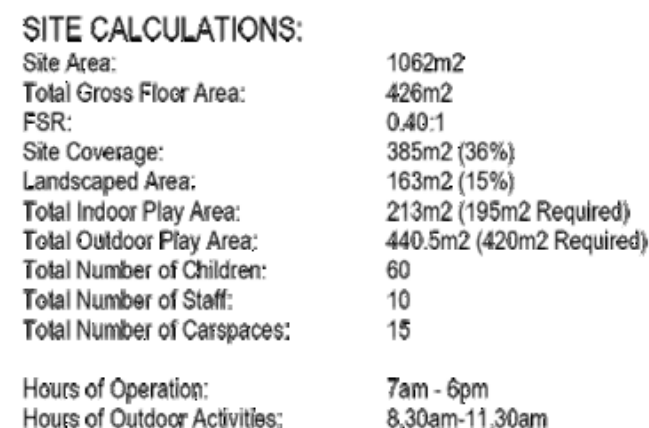 SITE CALCULATIONS:
Site Area: 1062m2
Total Gross Floor Area: 426m2
FSR: 0.40:1
Site Coverage: 385m2 (36%)
Landscaped Area: 163m2 (15%)
Total Indoor Play Area: 213m2 (195m2 Required)
Total Outdoor Play Area: 440.5m2 (420m2 Required)
Total Number of Children: 60
Total Number of Staff: 10
Total Number of Carspaces: 15
Hours of Operation: 7am - 6pm
Hours of Outdoor Activities: 8.30am-11.30am